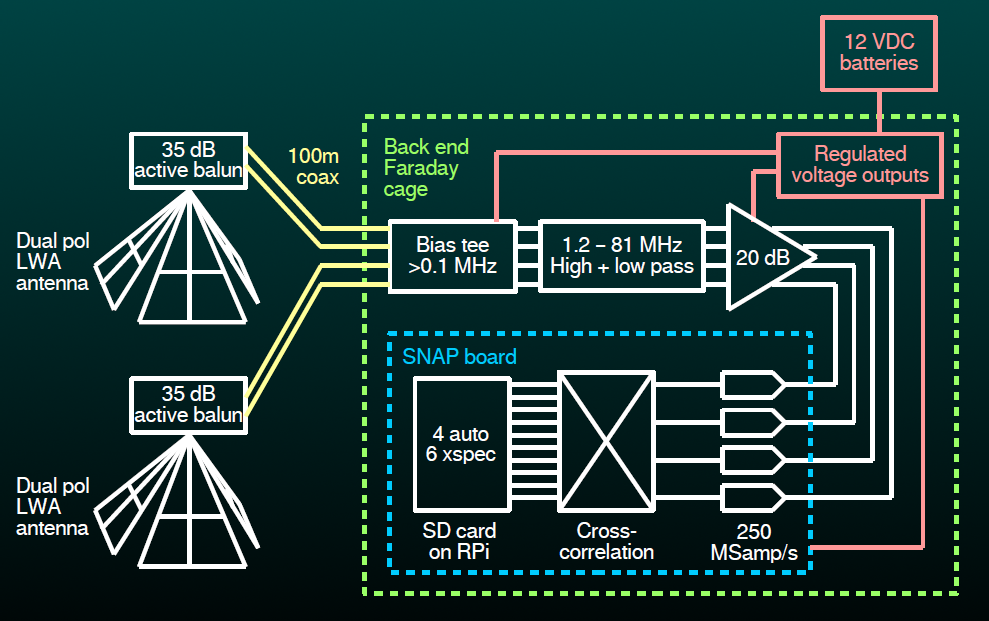 12 VDC
batteries
35 dB
active balun
100m
coax
Back end
Faraday
cage
Regulated
voltage outputs
Dual pol
LWA
antenna
Bias tee
>0.1 MHz
1.2 – 81 MHz
High + low pass
20 dB
SNAP board
35 dB
active balun
4 auto
6 xspec
Dual pol
LWA
antenna
SD card
on RPi
Cross-
correlation
250
MSamp/s